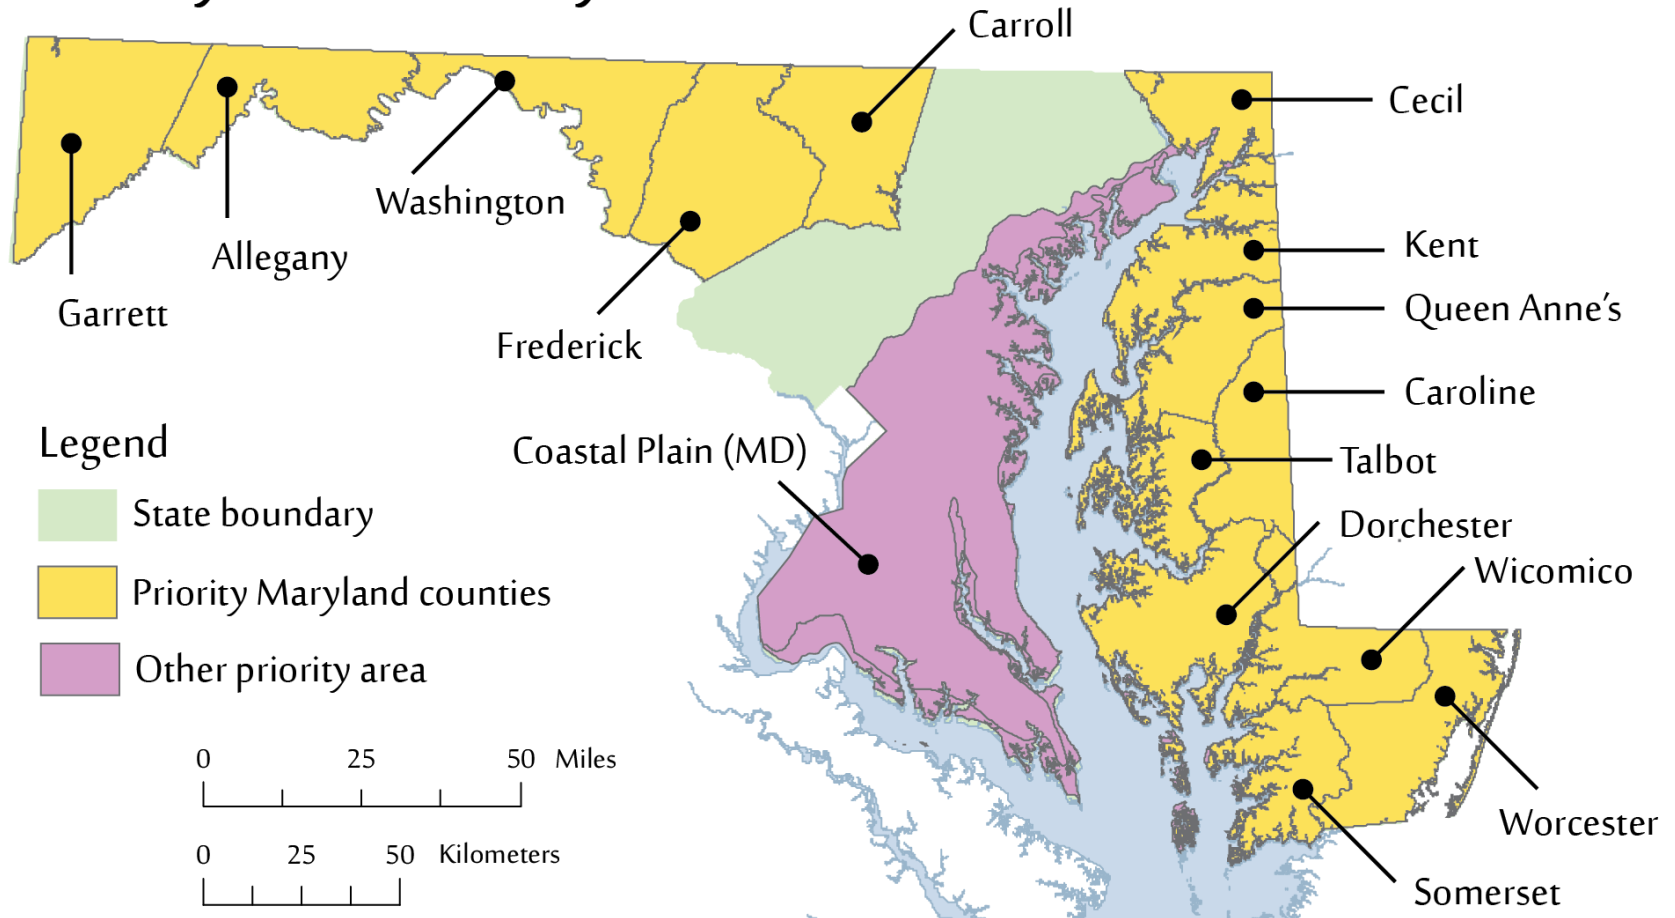 Carroll
Cecil
Washington
Kent
Allegany
Queen Anne's
Garrett
Frederick
Caroline
Legend
Coastal Plain (MD)
Talbot
State boundary
Dorchester
Wicomico
Priority Maryland counties
Other priority area
0 25 50 Miles
Worcester
0 25 50 Kilometers
Somerset